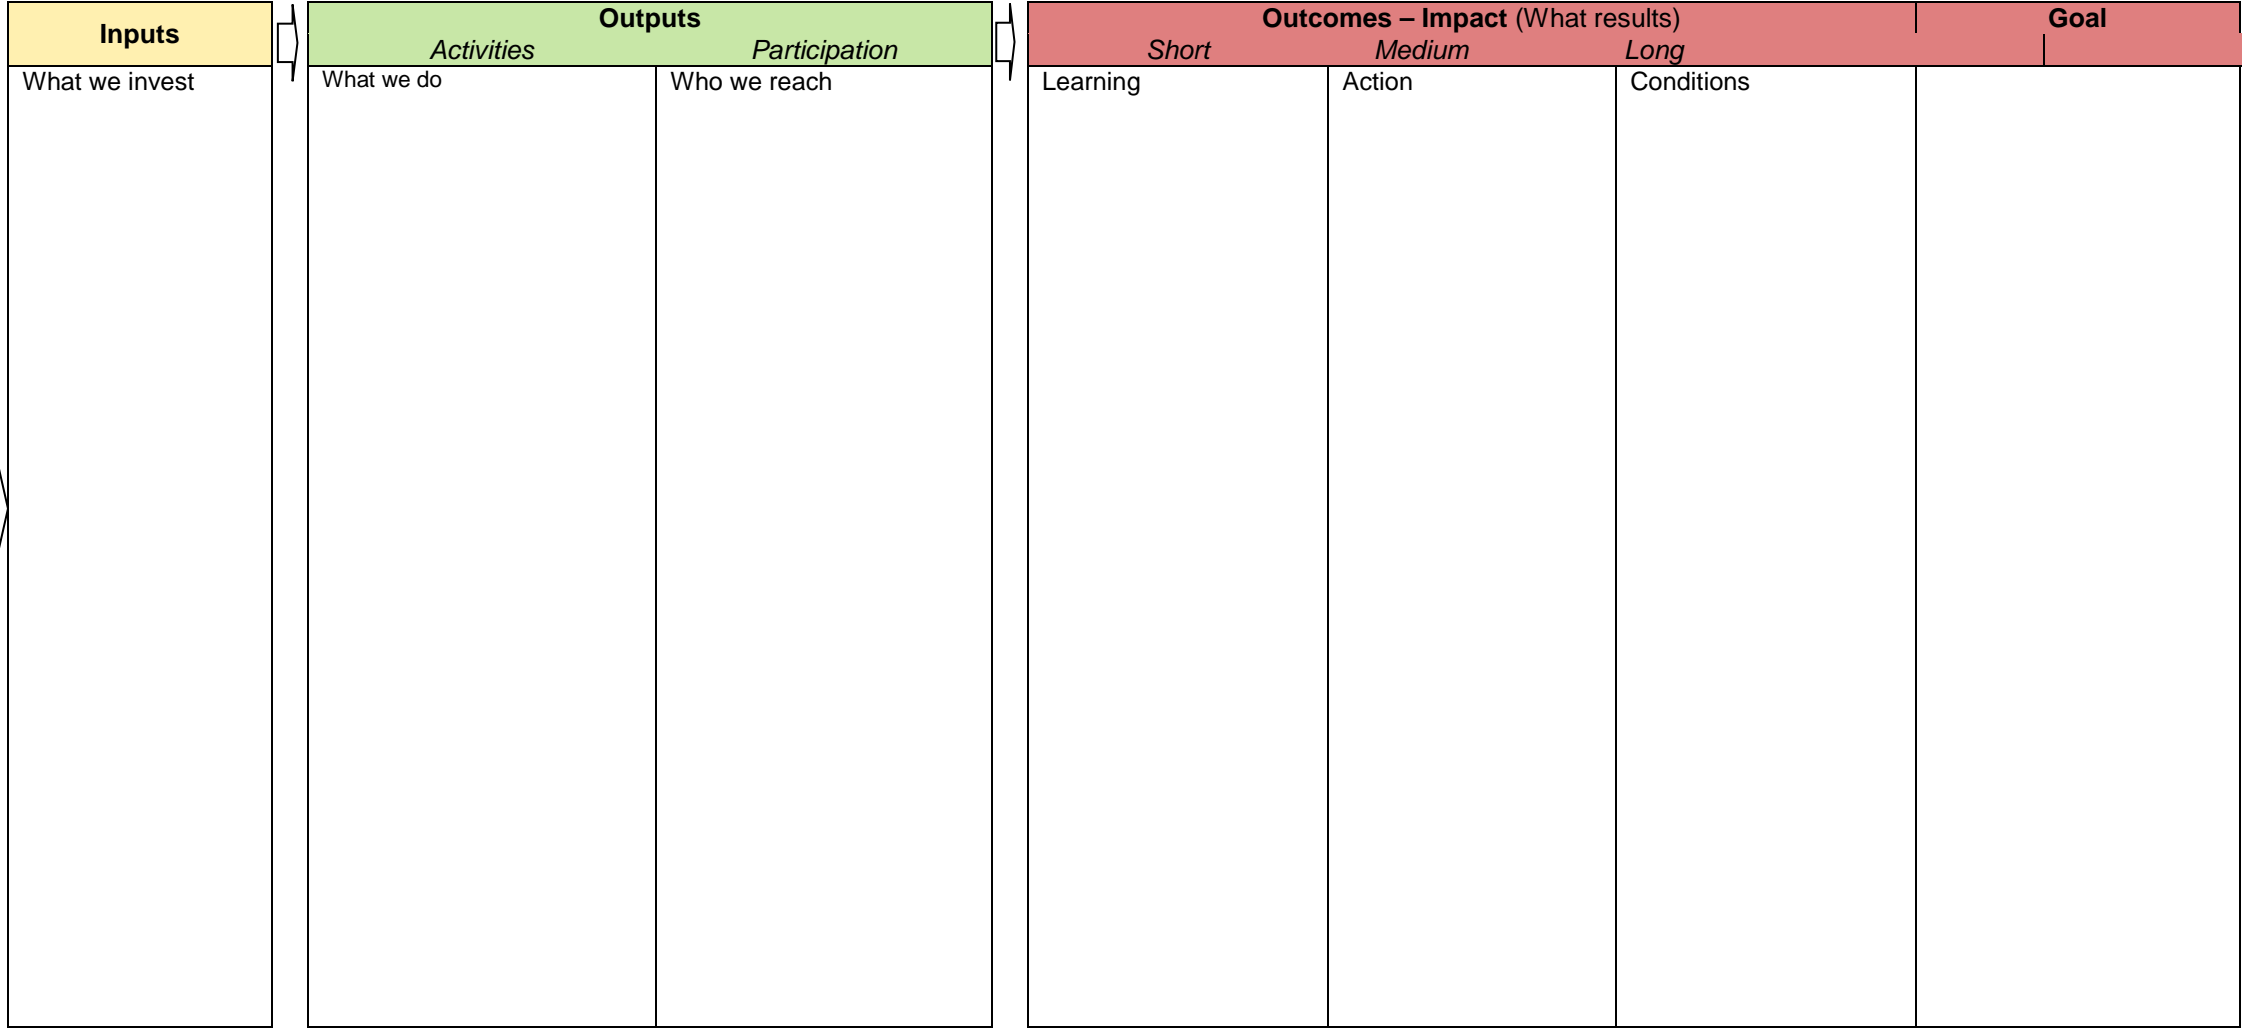 Inputs
Outputs
Activities Participation
Outcomes – Impact (What results)
Short Medium Long
Goal
What we invest
What we do
Who we reach
Learning
Action
Conditions